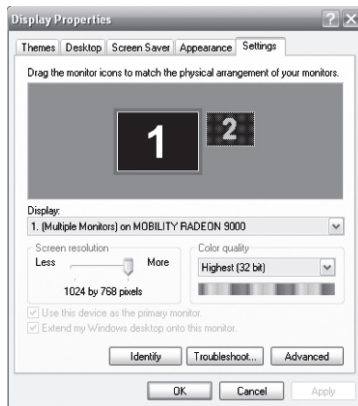 Display Properties
Themes Desktop Screen Saver Appearance Settings
Drag the monitor icons to match the physical arrangement of your monitors.
1 2
Display:
1. (Multiple Monitors) on MOBILITY RADEON 9000
Screen resolution Color quality
Less More Highest (32 bit)
1024 by 768 pixels
Use this device as the primary monitor.
Extend my Windows desktop onto this monitor.
Identify Troubleshoot... Advanced
OK Cancel Apply